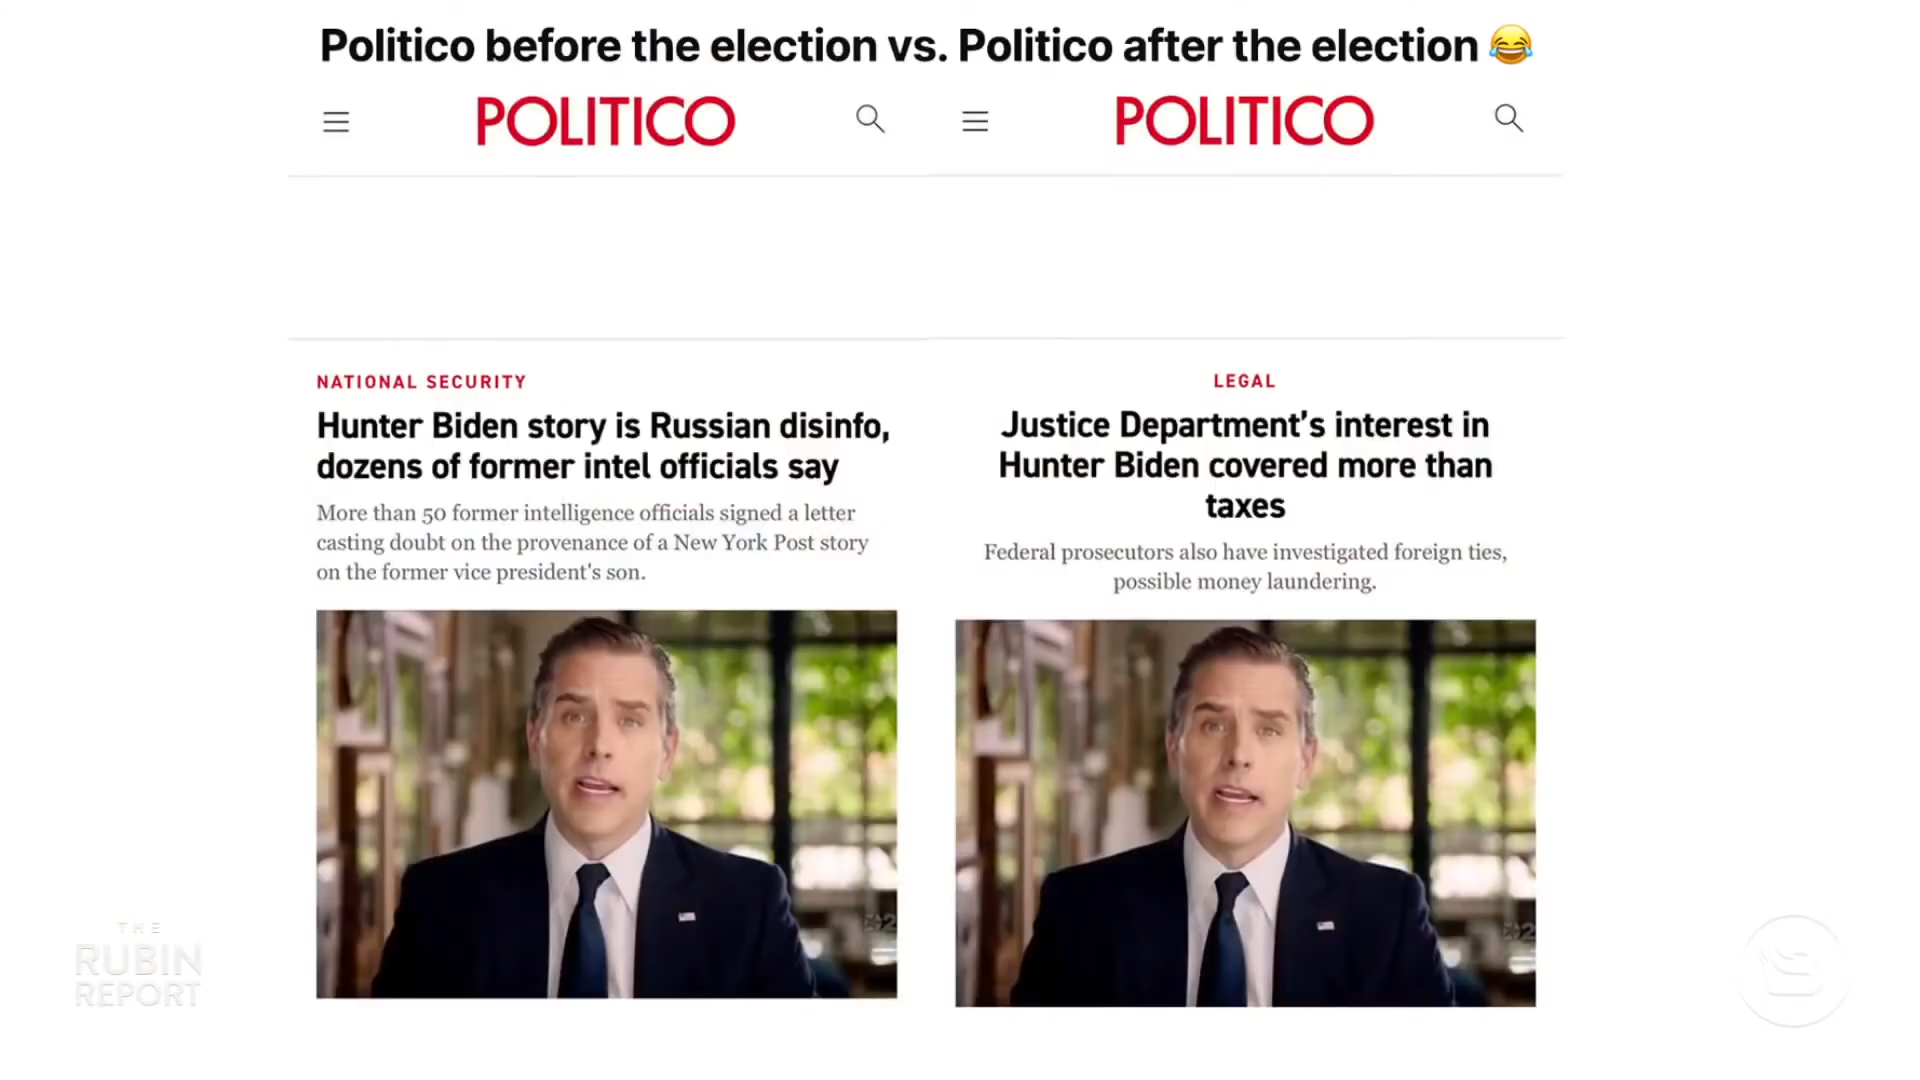 Politico before the election vs. Politico after the election 😂
POLITICO
NATIONAL SECURITY
Hunter Biden story is Russian disinfo,
dozens of former intel officials say
More than 50 former intelligence officials signed a letter
casting doubt on the provenance of a New York Post story
on the former vice president's son.
POLITICO
LEGAL
Justice Department's interest in
Hunter Biden covered more than
taxes
Federal prosecutors also have investigated foreign ties,
possible money laundering.
THE
RUBIN
REPORT